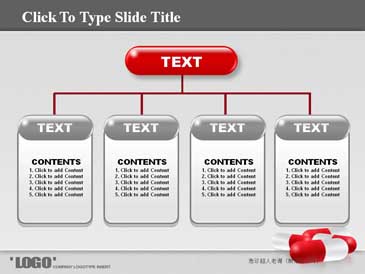 Click To Type Slide Title
TEXT
TEXT
CONTENTS
1. Click to add Content
2. Click to add Content
3. Click to add Content
4. Click to add Content
5. Click to add Content
TEXT
CONTENTS
1. Click to add Content
2. Click to add Content
3. Click to add Content
4. Click to add Content
5. Click to add Content
TEXT
CONTENTS
1. Click to add Content
2. Click to add Content
3. Click to add Content
4. Click to add Content
5. Click to add Content
TEXT
CONTENTS
1. Click to add Content
2. Click to add Content
3. Click to add Content
4. Click to add Content
5. Click to add Content
"LOGO" COMPANY LOGOTYPE INSERT